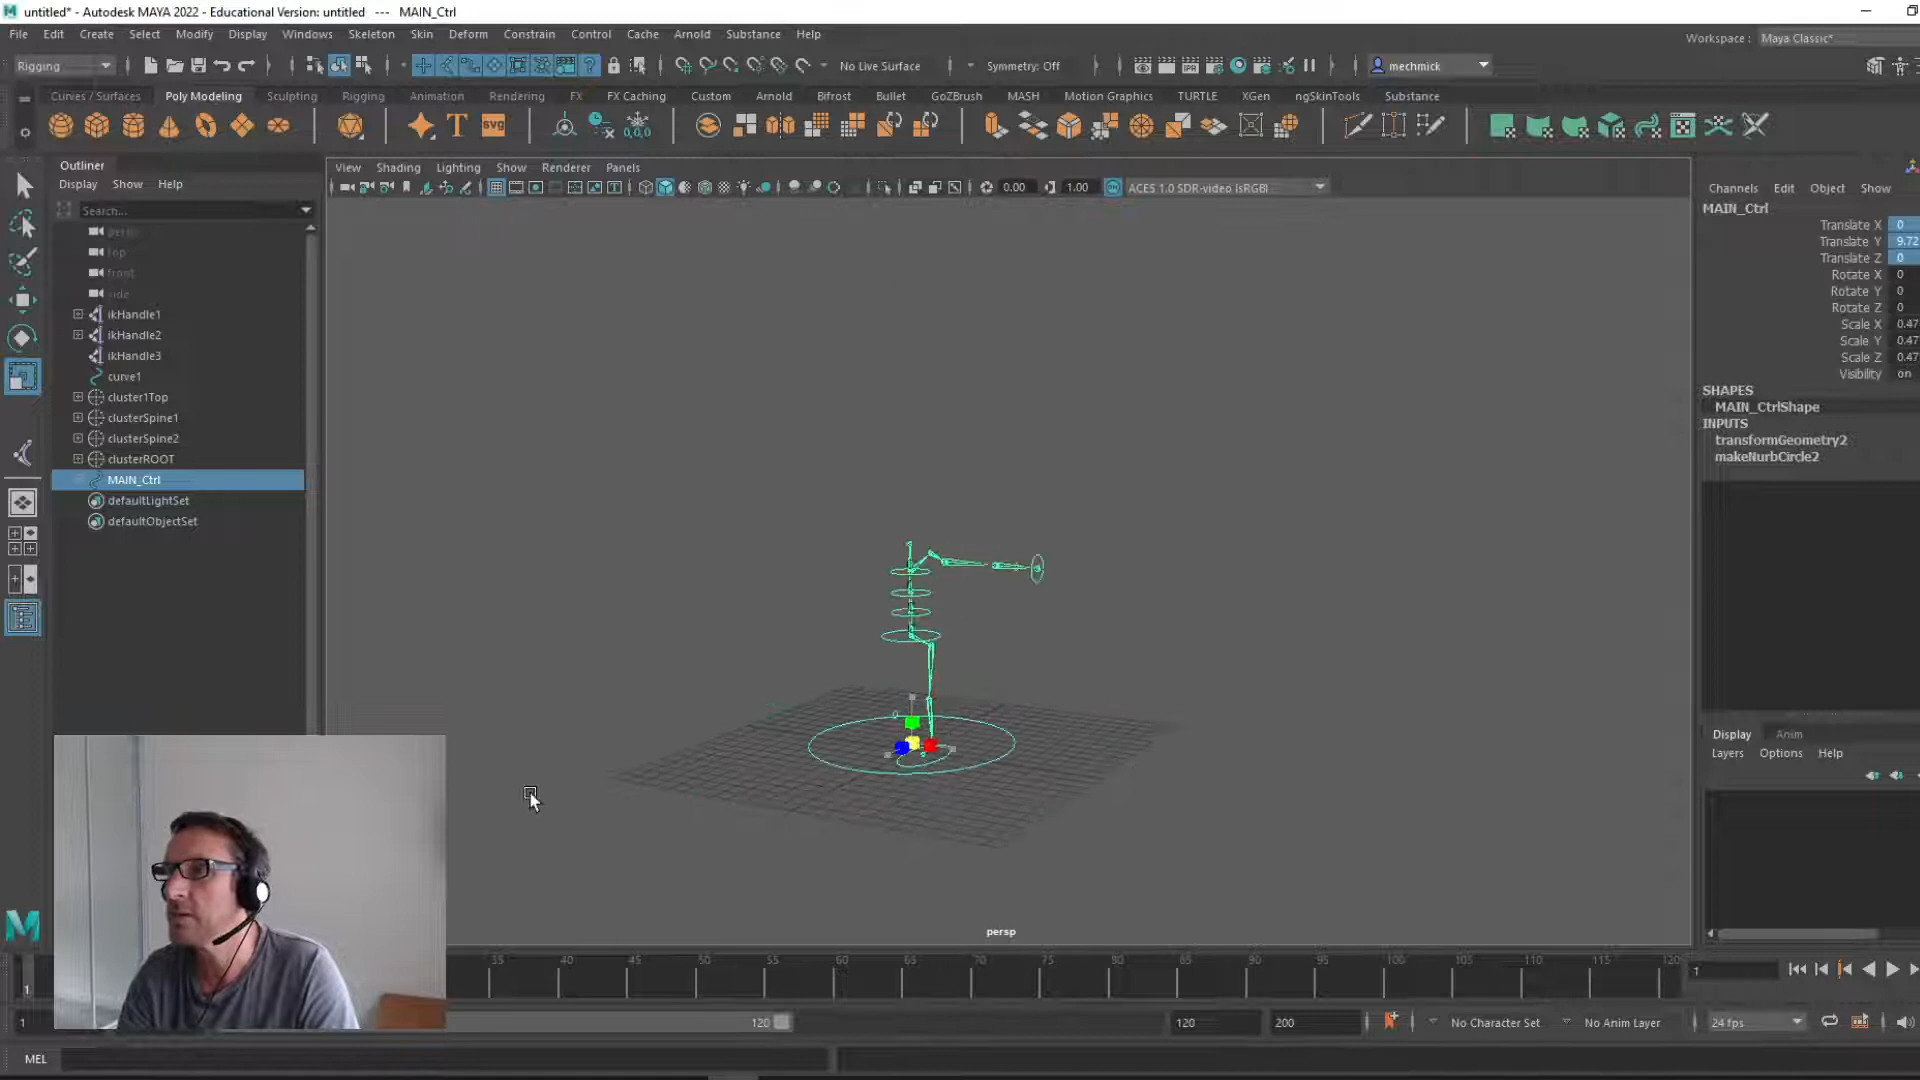 untitled* - Autodesk MAYA 2022 - Educational Version: untitled --- MAIN_Ctrl
File Edit Create Select Modify Display Windows Skeleton Skin Deform Constrain Control Cache Arnold Substance Help
Workspace : Maya Classic*
Rigging No Live Surface Symmetry: Off mechmick
Curves / Surfaces Poly Modeling Sculpting Rigging Animation Rendering FX FX Caching Custom Arnold Bifrost Bullet GoZBrush MASH Motion Graphics TURTLE XGen ngSkinTools Substance
T svg 0,0,0
Outliner
Display Show Help
Search...
persp
top
front
side
ikHandle1
ikHandle2
ikHandle3
curve1
cluster1Top
clusterSpine1
clusterSpine2
clusterROOT
MAIN_Ctrl
defaultLightSet
defaultObjectSet
View Shading Lighting Show Renderer Panels
0.00 1.00 ACES 1.0 SDR-video (sRGB)
persp
Channels Edit Object Show
MAIN_Ctrl
Translate X 0
Translate Y 9.72
Translate Z 0
Rotate X 0
Rotate Y 0
Rotate Z 0
Scale X 0.47
Scale Y 0.47
Scale Z 0.47
Visibility on
SHAPES
MAIN_CtrlShape
INPUTS
transformGeometry2
makeNurbCircle2
Display Anim
Layers Options Help
M
1 35 40 45 50 55 60 65 70 75 80 85 90 95 100 105 110 115 120 1
1 120 120 200 No Character Set No Anim Layer 24 fps
MEL